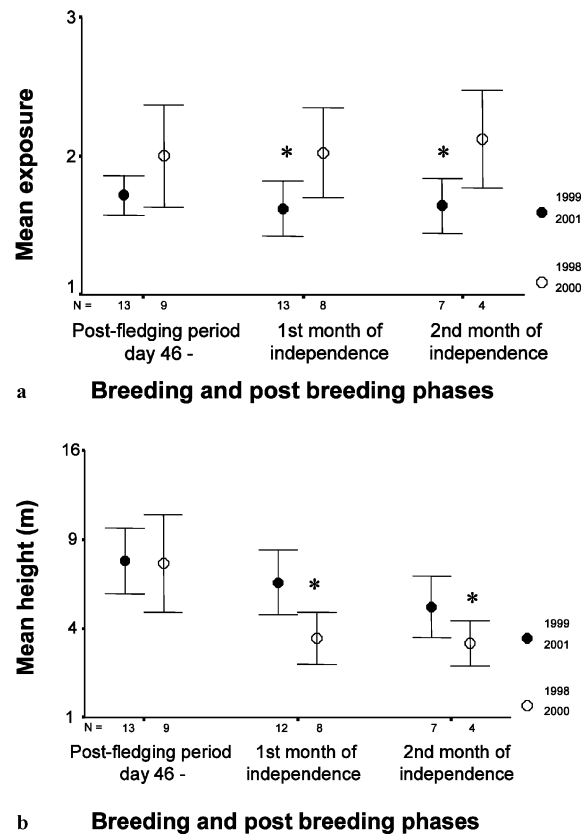 3
2
1
Mean exposure
*
*
1999
2001
1998
2000
N = 13 9 13 8 7 4
Post-fledging period 1st month of 2nd month of
day 46 - independence independence
a Breeding and post breeding phases
16
9
4
1
Mean height (m)
*
*
1999
2001
1998
2000
N = 13 9 12 8 7 4
Post-fledging period 1st month of 2nd month of
day 46 - independence independence
b Breeding and post breeding phases